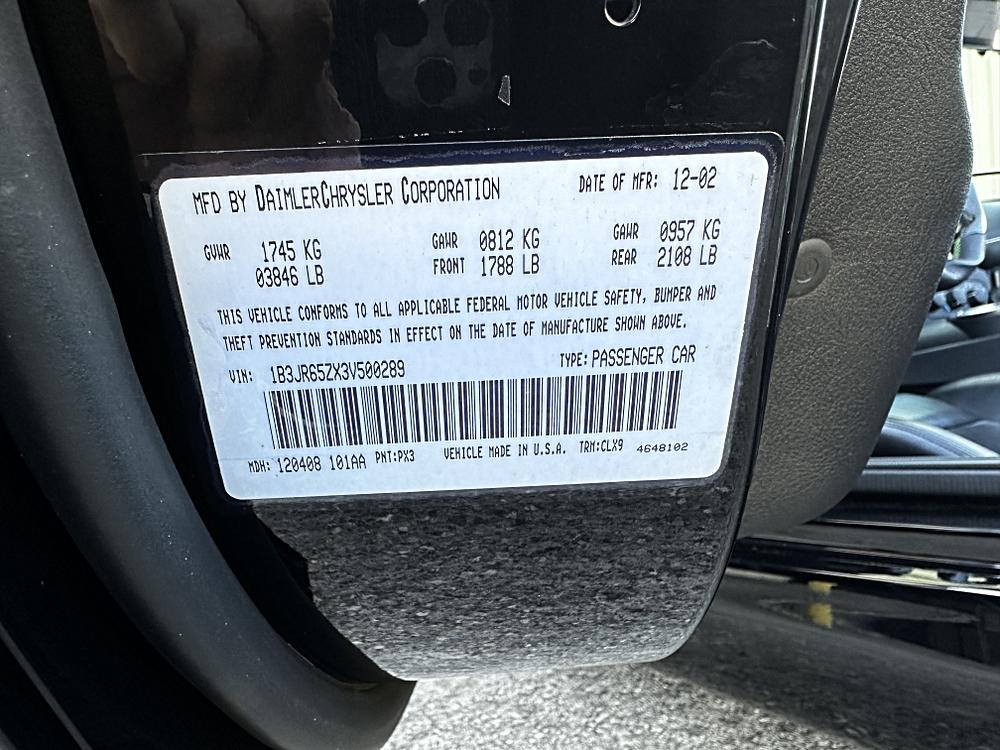 MFD BY DAIMLERCHRYSLER CORPORATION DATE OF MFR: 12-02
GVWR 1745 KG GAWR 0812 KG GAWR 0957 KG
03846 LB FRONT 1788 LB REAR 2108 LB
THIS VEHICLE CONFORMS TO ALL APPLICABLE FEDERAL MOTOR VEHICLE SAFETY, BUMPER AND
THEFT PREVENTION STANDARDS IN EFFECT ON THE DATE OF MANUFACTURE SHOWN ABOVE.
VIN: 1B3JR65ZX3V500289 TYPE: PASSENGER CAR
MDH: 120408 101AA PNT:PX3 VEHICLE MADE IN U.S.A. TRM:CLX9 4648102